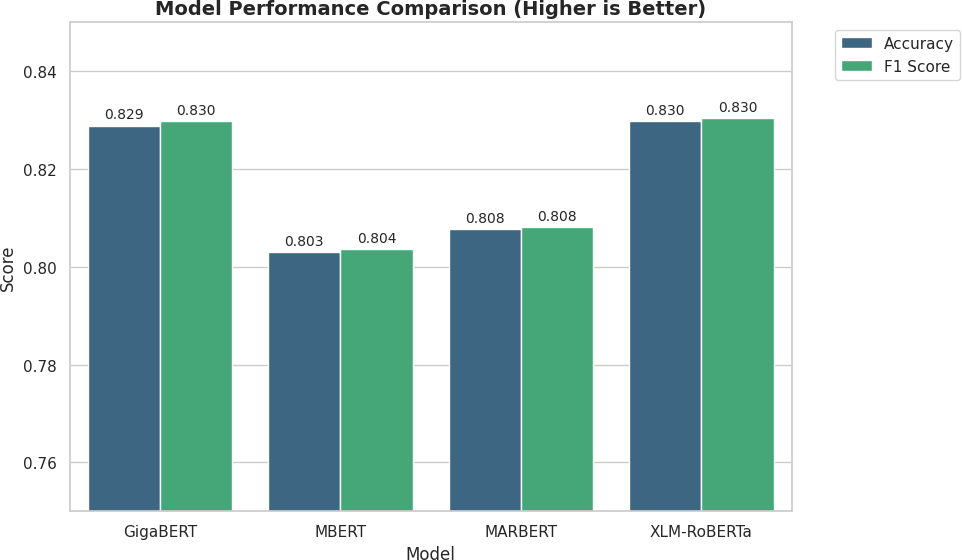 Model Performance Comparison (Higher is Better)
Accuracy
F1 Score
0.84
0.82
0.80
0.78
0.76
Score
0.829
0.830
0.803
0.804
0.808
0.808
0.830
0.830
GigaBERT
MBERT
MARBERT
XLM-RoBERTa
Model